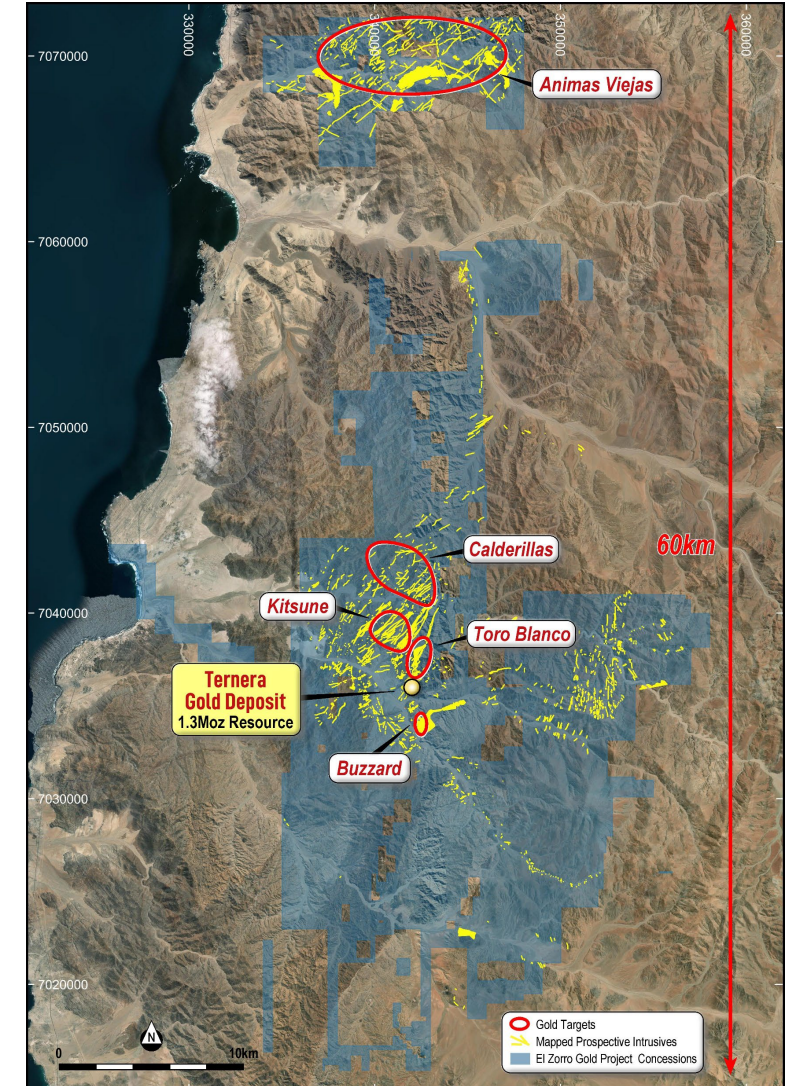 330000
340000
350000
360000
7070000
Animas Viejas
7060000
7050000
Calderillas
60km
Kitsune
7040000
Toro Blanco
Ternera
Gold Deposit
1.3Moz Resource
Buzzard
7030000
7020000
N
0
10km
Gold Targets
Mapped Prospective Intrusives
El Zorro Gold Project Concessions